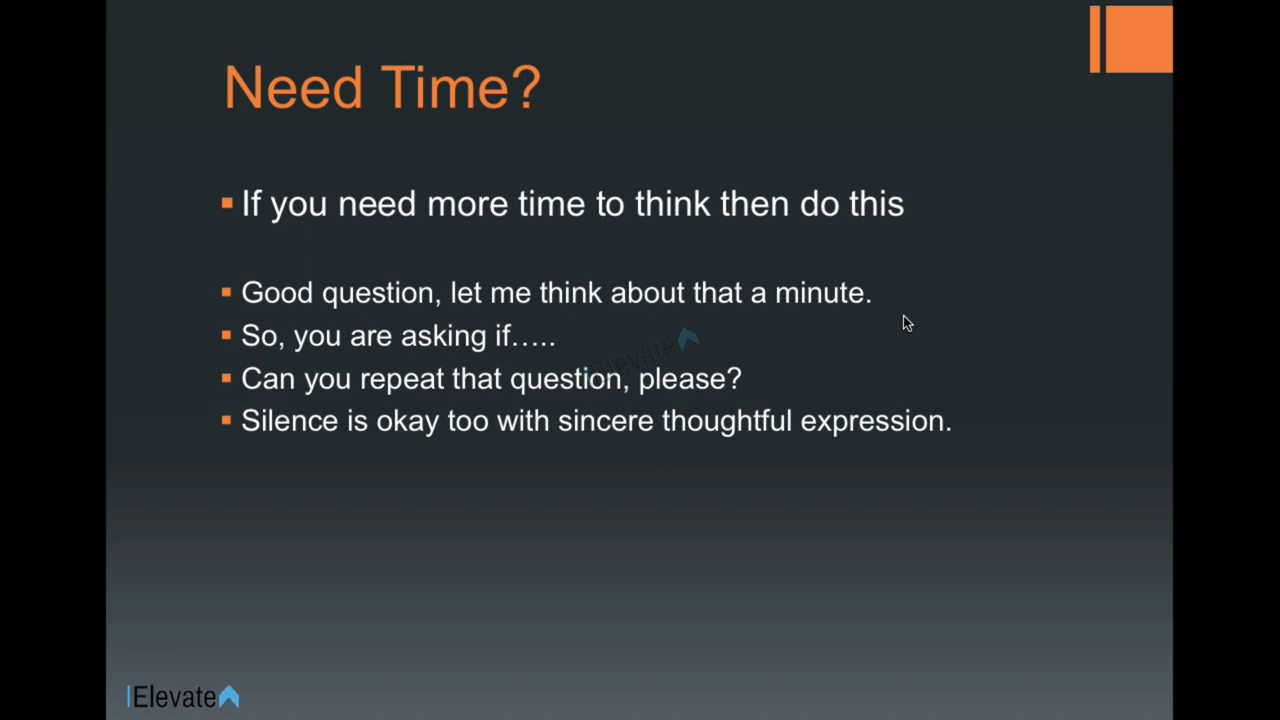 Need Time?
If you need more time to think then do this
Good question, let me think about that a minute.
So, you are asking if…..
Can you repeat that question, please?
Silence is okay too with sincere thoughtful expression.
Elevate
Elevate